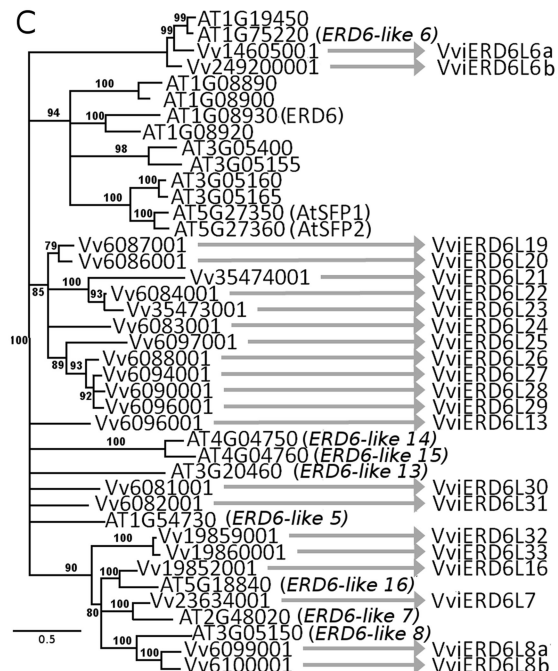 C
99 AT1G19450
99 AT1G75220 (ERD6-like 6)
Vv14605001 VviERD6L6a
Vv249200001 VviERD6L6b
100 AT1G08890
AT1G08900
94 100 AT1G08930 (ERD6)
AT1G08920
98 AT3G05400
AT3G05155
100 AT3G05160
100 AT3G05165
100 AT5G27350 (AtSFP1)
AT5G27360 (AtSFP2)
79 Vv6087001 VviERD6L19
Vv6086001 VviERD6L20
Vv35474001 VviERD6L21
85 100 93 Vv6084001 VviERD6L22
Vv35473001 VviERD6L23
Vv6083001 VviERD6L24
100 Vv6097001 VviERD6L25
89 93 Vv6088001 VviERD6L26
Vv6094001 VviERD6L27
92 Vv6090001 VviERD6L28
Vv6096001 VviERD6L29
Vv6096001 VviERD6L13
100 AT4G04750 (ERD6-like 14)
AT4G04760 (ERD6-like 15)
AT3G20460 (ERD6-like 13)
Vv6081001 VviERD6L30
Vv6082001 VviERD6L31
AT1G54730 (ERD6-like 5)
100 Vv19859001 VviERD6L32
Vv19860001 VviERD6L33
90 100 Vv19852001 VviERD6L16
AT5G18840 (ERD6-like 16)
80 100 Vv23634001 VviERD6L7
AT2G48020 (ERD6-like 7)
100 AT3G05150 (ERD6-like 8)
100 Vv6099001 VviERD6L8a
Vv6100001 VviERD6L8b
0.5